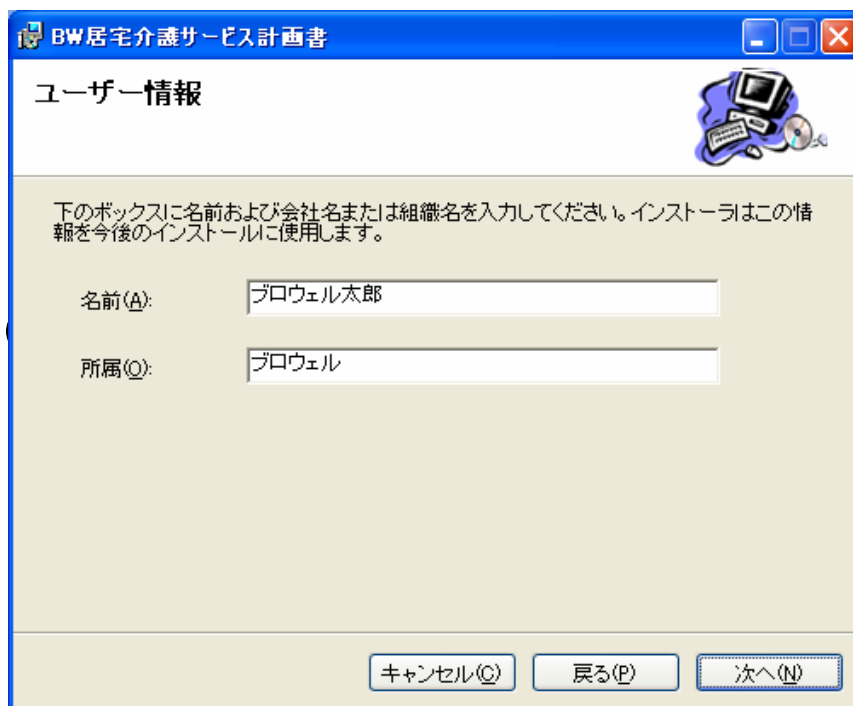 BW居宅介護サービス計画書
ユーザー情報
下のボックスに名前および会社名または組織名を入力してください。インストーラはこの情
報を今後のインストールに使用します。
名前(A): ブロウェル太郎
所属(O): ブロウェル
キャンセル(C) 戻る(P) 次へ(N)